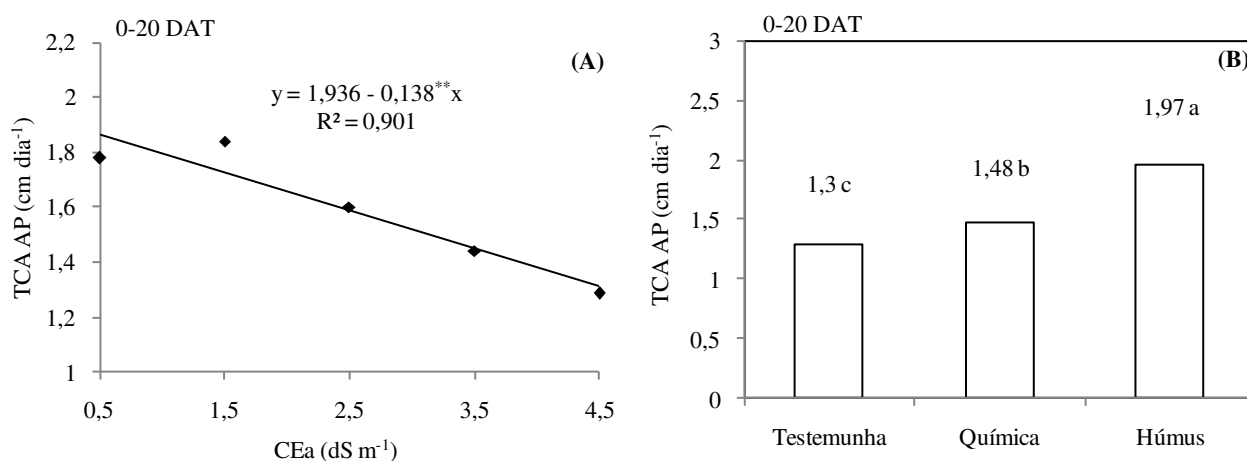 0-20 DAT
(A)
y = 1,936 - 0,138**x
R² = 0,901
2,2
2
1,8
1,6
1,4
1,2
1
TCA AP (cm dia⁻¹)
0,5 1,5 2,5 3,5 4,5
CEa (dS m⁻¹)
0-20 DAT
(B)
3
2,5
2
1,5
1
0,5
0
TCA AP (cm dia⁻¹)
1,3 c
1,48 b
1,97 a
Testemunha Química Húmus